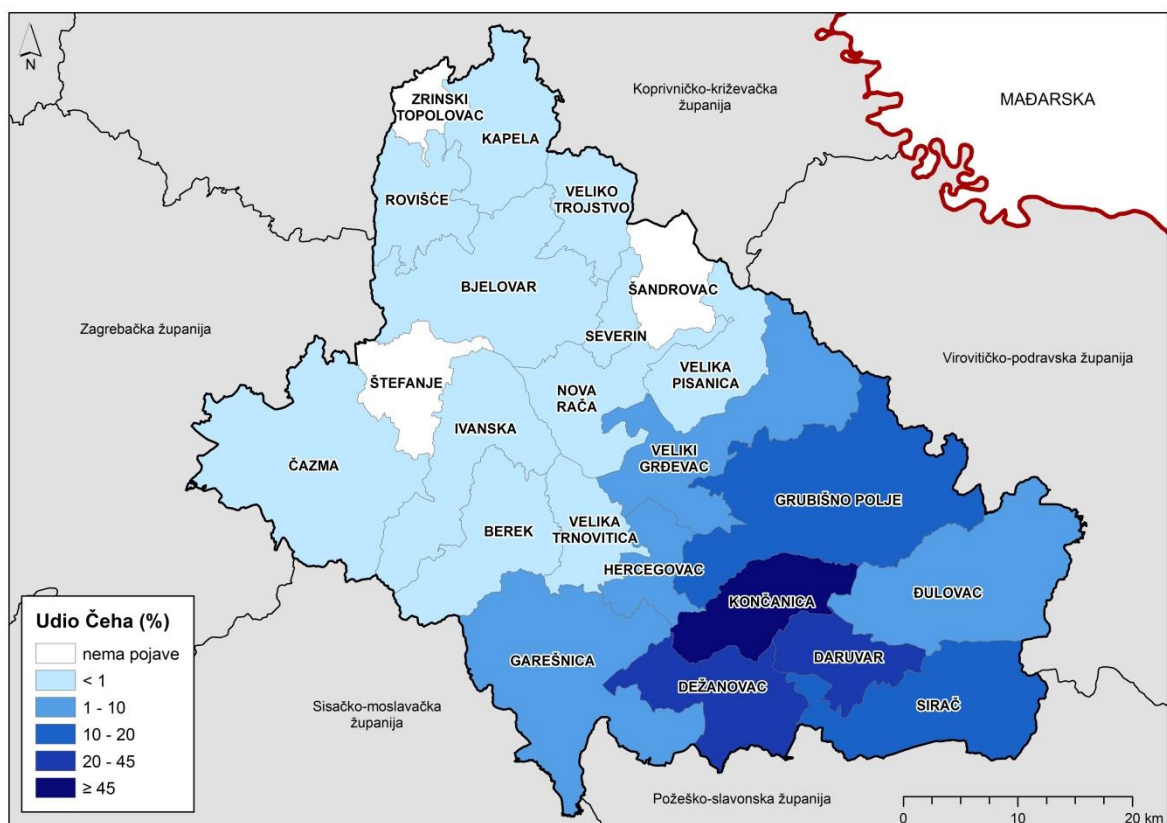 N
Koprivničko-križevačka
županija
MAĐARSKA
ZRINSKI
TOPOLOVAC
KAPELA
ROVIŠĆE
VELIKO
TROJSTVO
BJELOVAR
ŠANDROVAC
SEVERIN
Zagrebačka županija
Virovitičko-podravska županija
ŠTEFANJE
VELIKA
PISANICA
NOVA
RAČA
IVANSKA
ČAZMA
VELIKI
GRĐEVAC
GRUBIŠNO POLJE
BEREK
VELIKA
TRNOVITICA
HERCEGOVAC
KONČANICA
ĐULOVAC
GAREŠNICA
DARUVAR
DEŽANOVAC
SIRAČ
Sisačko-moslavačka
županija
Požeško-slavonska županija
Udio Čeha (%)
nema pojave
< 1
1 - 10
10 - 20
20 - 45
≥ 45
0 10 20 km